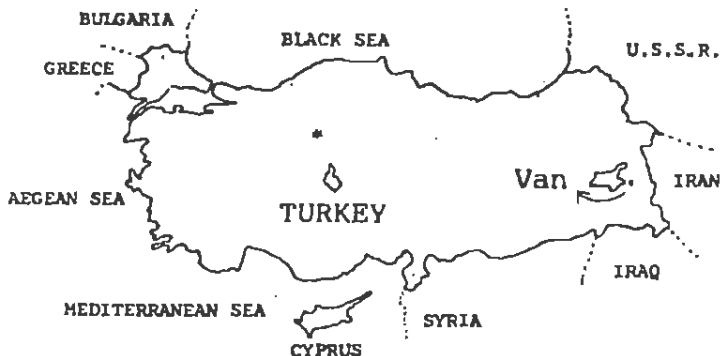 BULGARIA
BLACK SEA
U.S.S.R.
GREECE
*
Van
IRAN
AEGEAN SEA
TURKEY
IRAQ
MEDITERRANEAN SEA
SYRIA
CYPRUS